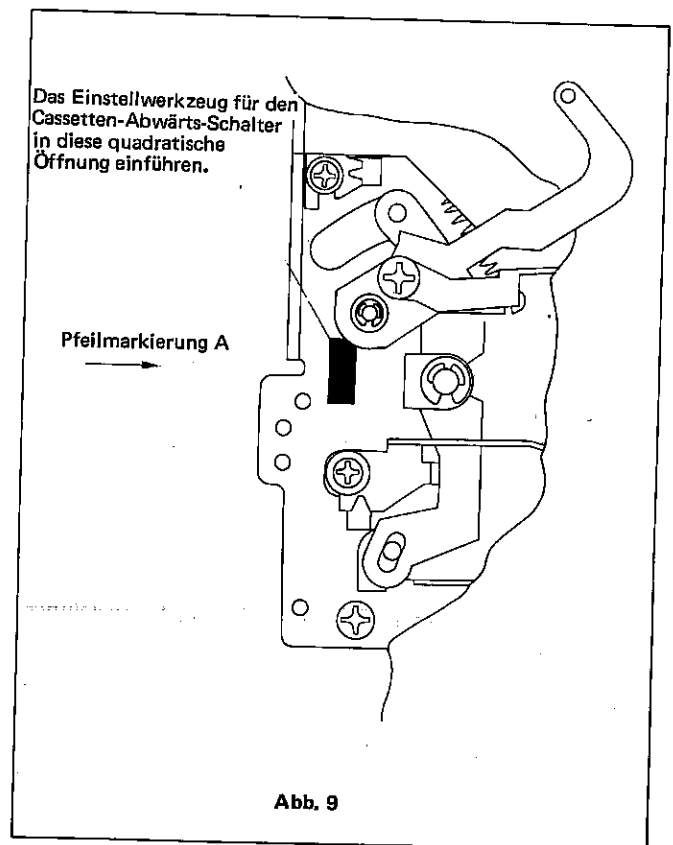 Das Einstellwerkzeug für den
Cassetten-Abwärts-Schalter
in diese quadratische
Öffnung einführen.
Pfeilmarkierung A
Abb. 9